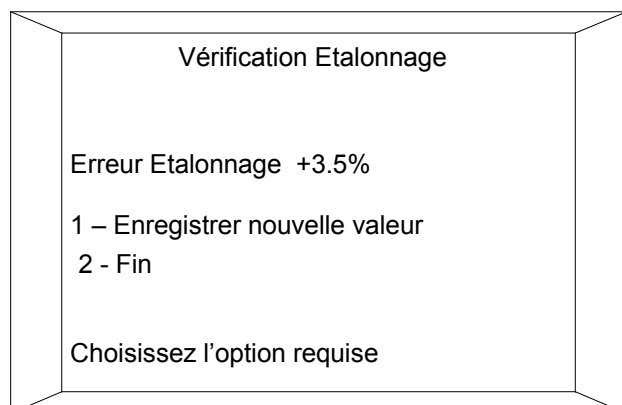 Vérification Etalonnage
Erreur Etalonnage +3.5%
1 – Enregistrer nouvelle valeur
2 - Fin
Choisissez l’option requise